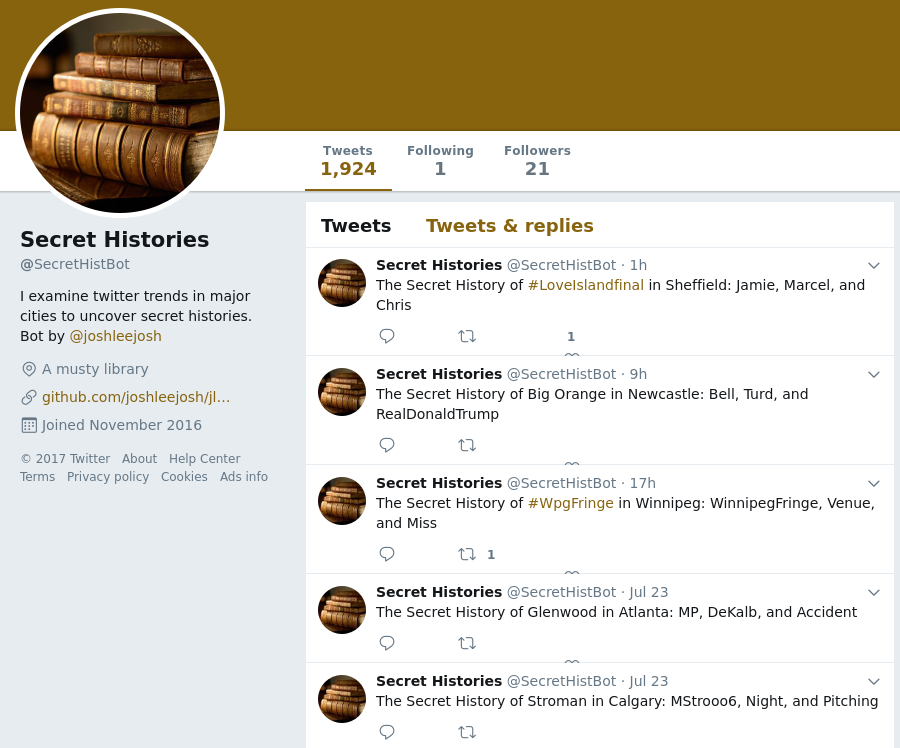 Tweets
1,924
Following
1
Followers
21
Secret Histories
@SecretHistBot
I examine twitter trends in major
cities to uncover secret histories.
Bot by @joshleejosh
A musty library
github.com/joshleejosh/jl…
Joined November 2016
© 2017 Twitter About Help Center
Terms Privacy policy Cookies Ads info
Tweets Tweets & replies
Secret Histories @SecretHistBot · 1h
The Secret History of #LoveIslandfinal in Sheffield: Jamie, Marcel, and
Chris
1
Secret Histories @SecretHistBot · 9h
The Secret History of Big Orange in Newcastle: Bell, Turd, and
RealDonaldTrump
Secret Histories @SecretHistBot · 17h
The Secret History of #WpgFringe in Winnipeg: WinnipegFringe, Venue,
and Miss
1
Secret Histories @SecretHistBot · Jul 23
The Secret History of Glenwood in Atlanta: MP, DeKalb, and Accident
Secret Histories @SecretHistBot · Jul 23
The Secret History of Stroman in Calgary: MStrooo6, Night, and Pitching